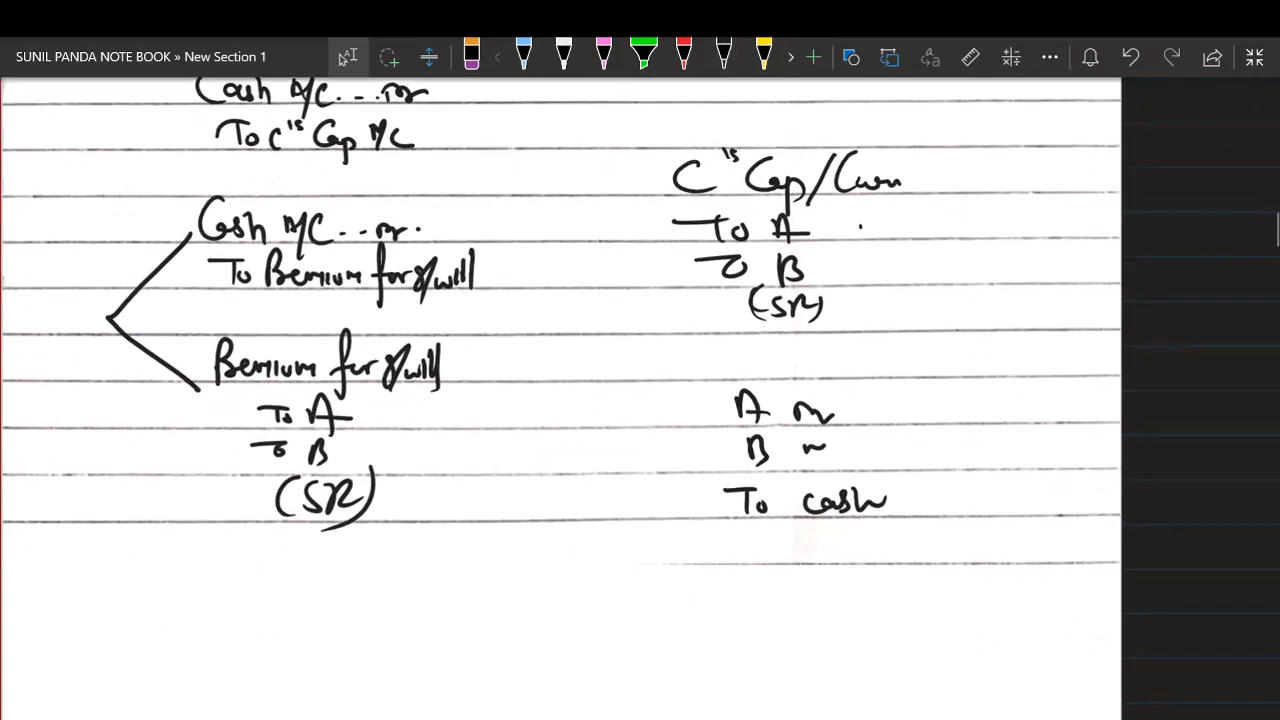 SUNIL PANDA NOTE BOOK » New Section 1
Cash A/C...Dr
To C's Cap A/C
Cash A/C...Dr.
To Premium for g/will
Premium for g/will
To A
To B
(SR)
C's Cap/Curr
To A
To B
(SR)
A Dr
B Dr
To cash